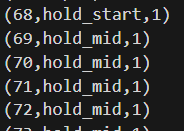 (68,hold_start,1)
(69,hold_mid,1)
(70,hold_mid,1)
(71,hold_mid,1)
(72,hold_mid,1)